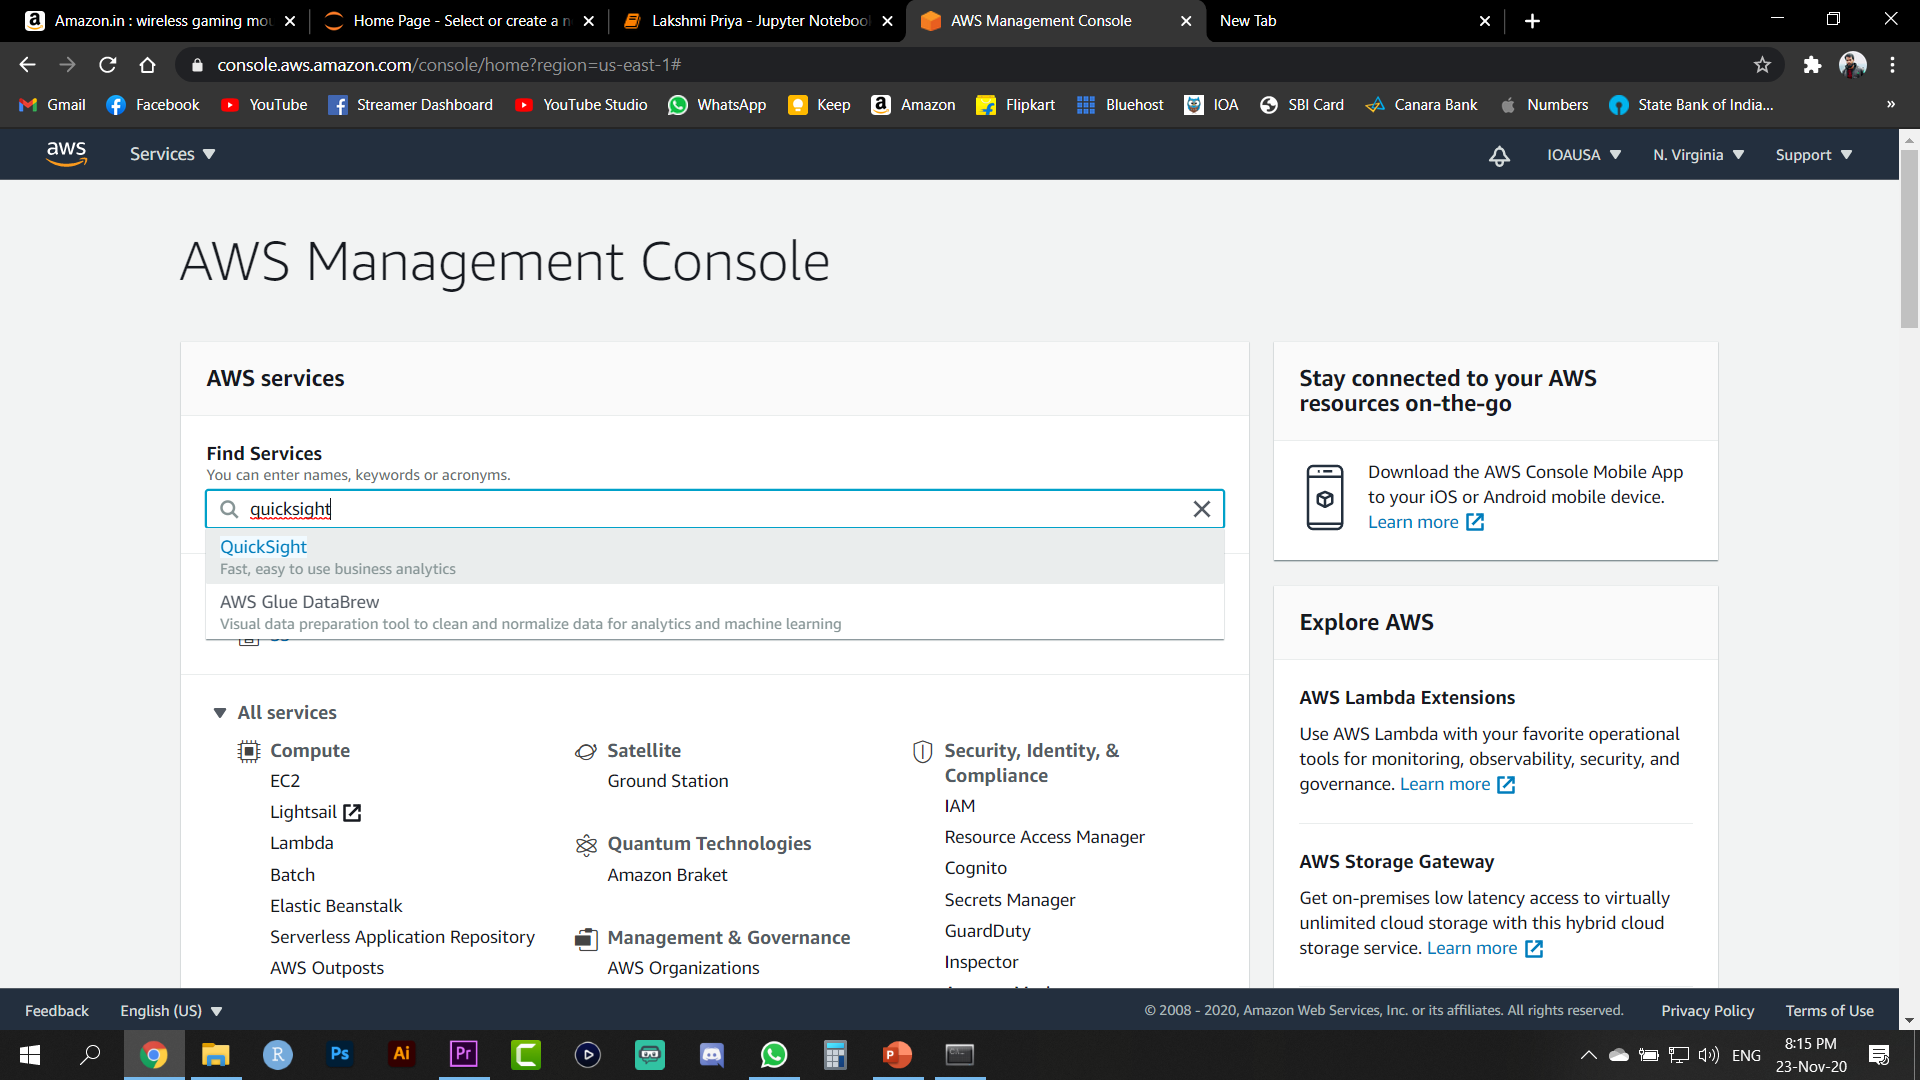 Amazon.in : wireless gaming mou
Home Page - Select or create a n
Lakshmi Priya - Jupyter Notebook
AWS Management Console
New Tab
console.aws.amazon.com/console/home?region=us-east-1#
Gmail
Facebook
YouTube
Streamer Dashboard
YouTube Studio
WhatsApp
Keep
Amazon
Flipkart
Bluehost
IOA
SBI Card
Canara Bank
Numbers
State Bank of India...
»
aws
Services
IOAUSA
N. Virginia
Support
AWS Management Console
AWS services
Find Services
You can enter names, keywords or acronyms.
quicksight
QuickSight
Fast, easy to use business analytics
AWS Glue DataBrew
Visual data preparation tool to clean and normalize data for analytics and machine learning
All services
Compute
EC2
Lightsail
Lambda
Batch
Elastic Beanstalk
Serverless Application Repository
AWS Outposts
Satellite
Ground Station
Quantum Technologies
Amazon Braket
Management & Governance
AWS Organizations
Security, Identity, &
Compliance
IAM
Resource Access Manager
Cognito
Secrets Manager
GuardDuty
Inspector
Stay connected to your AWS
resources on-the-go
Download the AWS Console Mobile App
to your iOS or Android mobile device.
Learn more
Explore AWS
AWS Lambda Extensions
Use AWS Lambda with your favorite operational
tools for monitoring, observability, security, and
governance. Learn more
AWS Storage Gateway
Get on-premises low latency access to virtually
unlimited cloud storage with this hybrid cloud
storage service. Learn more
Feedback
English (US)
© 2008 - 2020, Amazon Web Services, Inc. or its affiliates. All rights reserved.
Privacy Policy
Terms of Use
R
Ps
Ai
Pr
C
P
ENG
8:15 PM
23-Nov-20